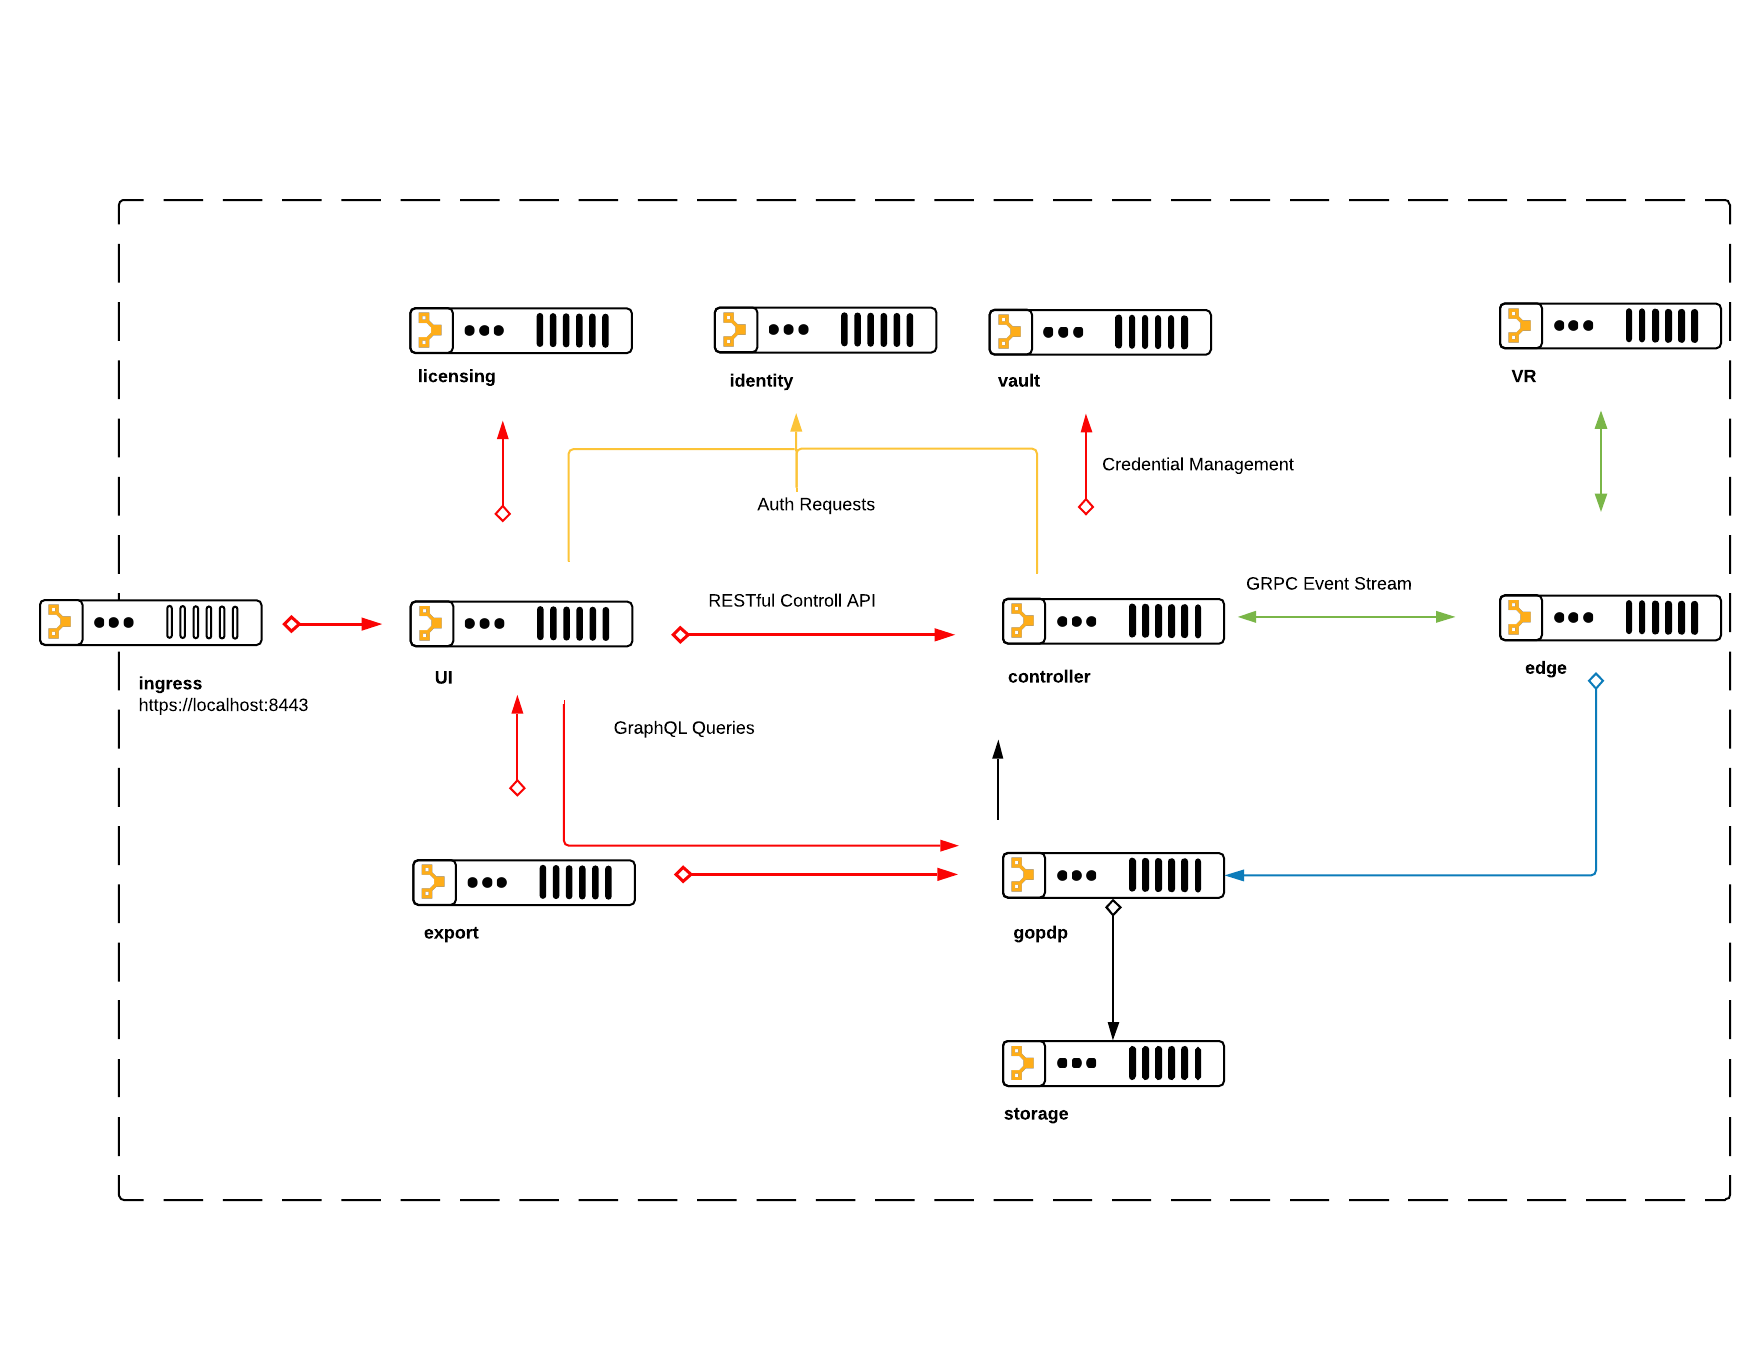 licensing
identity
vault
VR
Credential Management
Auth Requests
GRPC Event Stream
RESTful Controll API
ingress
https://localhost:8443
UI
controller
edge
GraphQL Queries
export
gopdp
storage